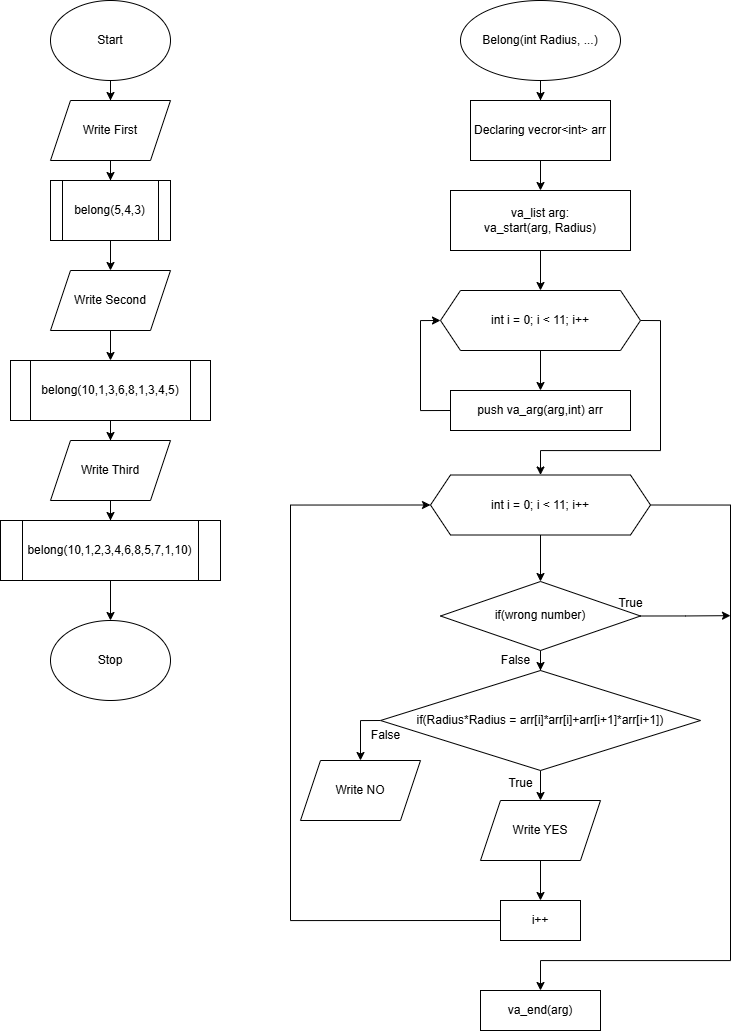 Start
Write First
belong(5,4,3)
Write Second
belong(10,1,3,6,8,1,3,4,5)
Write Third
belong(10,1,2,3,4,6,8,5,7,1,10)
Stop
Belong(int Radius, ...)
Declaring vecror<int> arr
va_list arg:
va_start(arg, Radius)
int i = 0; i < 11; i++
push va_arg(arg,int) arr
int i = 0; i < 11; i++
if(wrong number)
True
False
if(Radius*Radius = arr[i]*arr[i]+arr[i+1]*arr[i+1])
False
Write NO
True
Write YES
i++
va_end(arg)